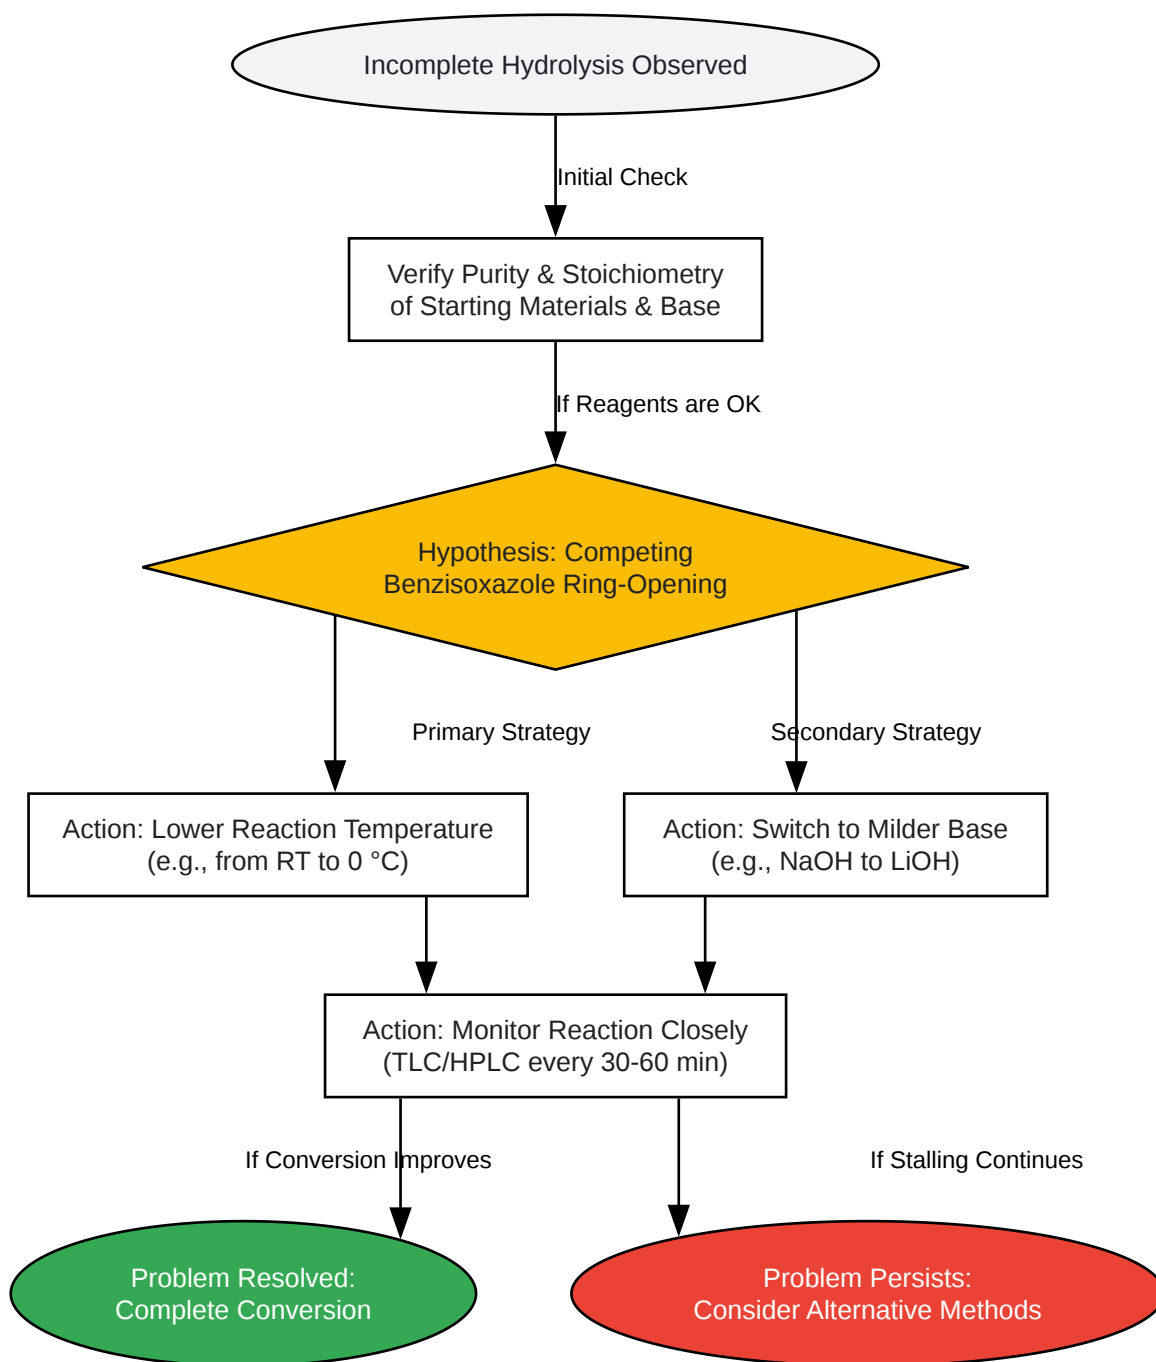 Incomplete Hydrolysis Observed
Initial Check
Verify Purity & Stoichiometry
of Starting Materials & Base
If Reagents are OK
Hypothesis: Competing
Benzisoxazole Ring-Opening
Primary Strategy
Secondary Strategy
Action: Lower Reaction Temperature
(e.g., from RT to 0 °C)
Action: Switch to Milder Base
(e.g., NaOH to LiOH)
Action: Monitor Reaction Closely
(TLC/HPLC every 30-60 min)
If Conversion Improves
If Stalling Continues
Problem Resolved:
Complete Conversion
Problem Persists:
Consider Alternative Methods